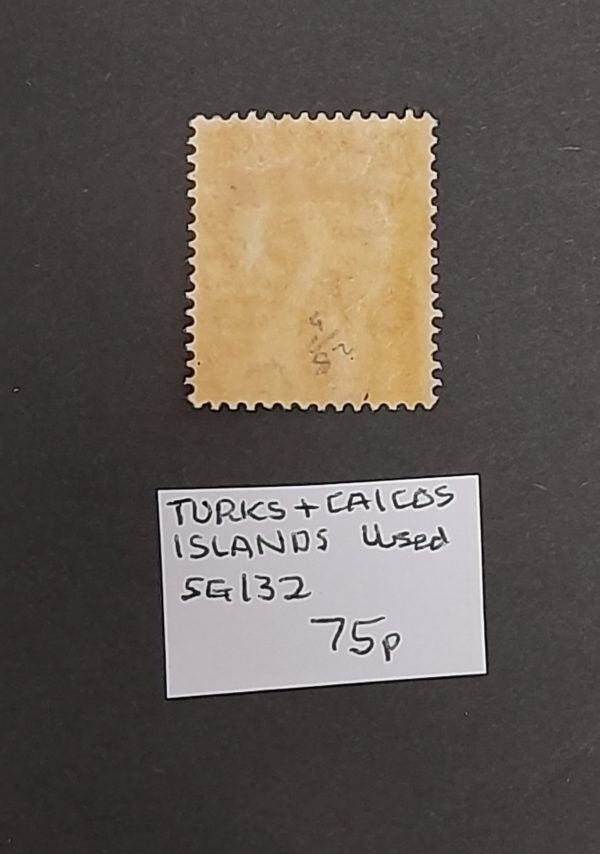 TURKS + CAICOS
ISLANDS Used
SG132
75p